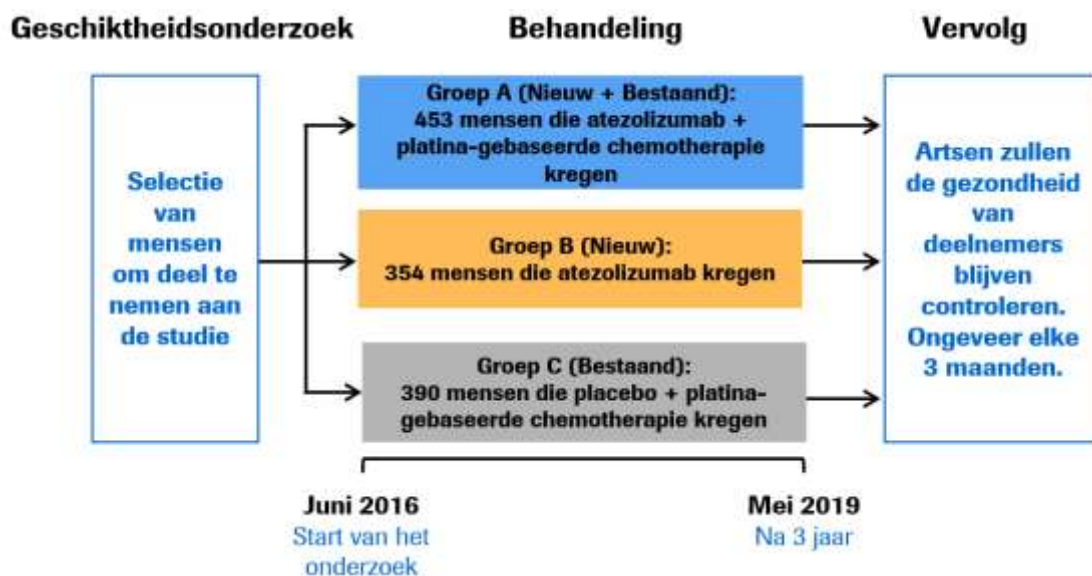 Geschiktheidsonderzoek
Behandeling
Vervolg
Selectie
van
mensen
om deel te
nemen aan
de studie
Groep A (Nieuw + Bestaand):
453 mensen die atezolizumab +
platina-gebaseerde chemotherapie
kregen
Groep B (Nieuw):
354 mensen die atezolizumab kregen
Groep C (Bestaand):
390 mensen die placebo + platina-
gebaseerde chemotherapie kregen
Artsen zullen
de gezondheid
van
deelnemers
blijven
controleren.
Ongeveer elke
3 maanden.
Juni 2016
Start van het
onderzoek
Mei 2019
Na 3 jaar